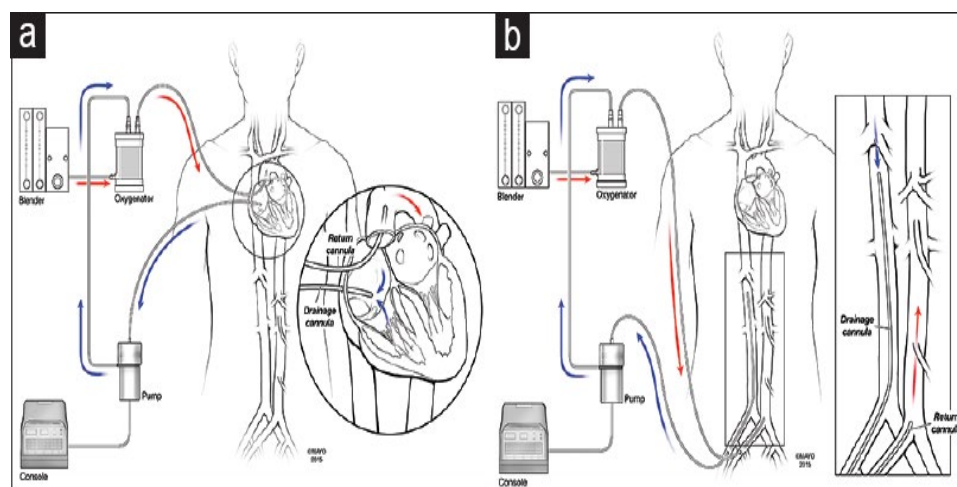 a
Blender
Oxygenator
Return
cannula
Drainage
cannula
Pump
Console
©MAYO
2015
b
Blender
Oxygenator
Drainage
cannula
Return
cannula
Pump
Console
©MAYO
2015